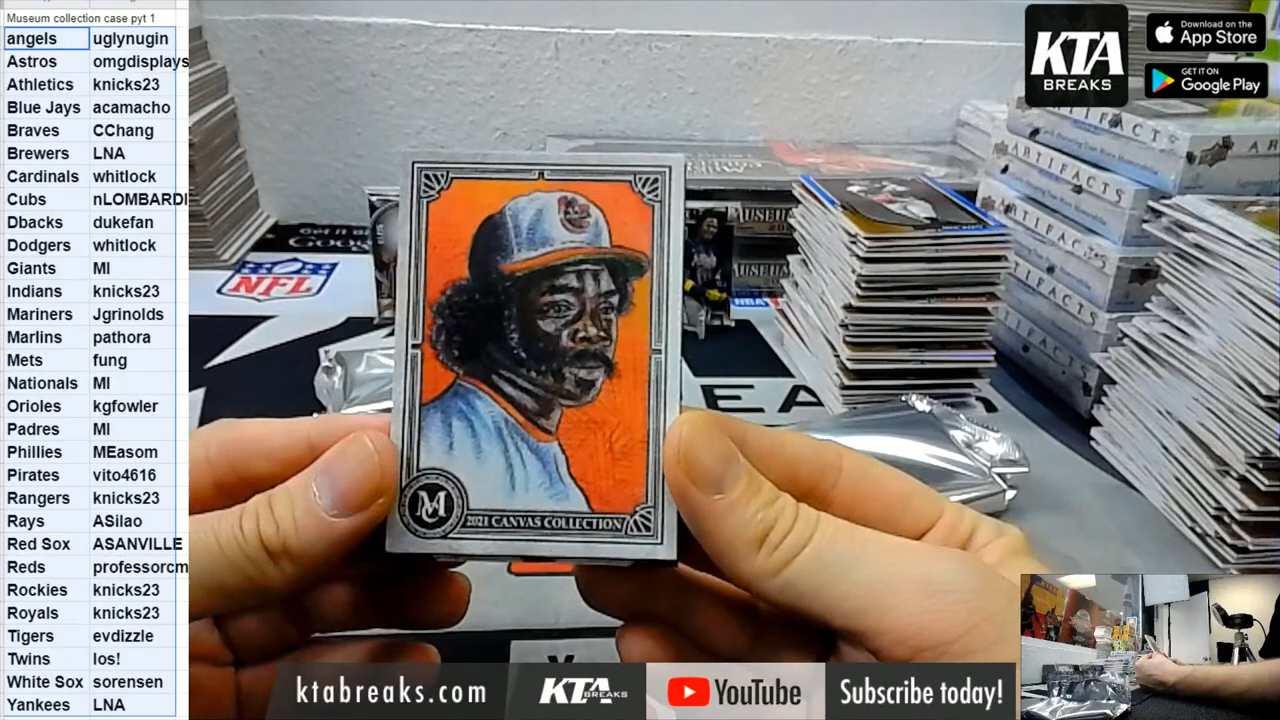 Museum collection case pyt 1
angels uglynugin
Astros omgdisplays
Athletics knicks23
Blue Jays acamacho
Braves CChang
Brewers LNA
Cardinals whitlock
Cubs nLOMBARDI
Dbacks dukefan
Dodgers whitlock
Giants MI
Indians knicks23
Mariners Jgrinolds
Marlins pathora
Mets fung
Nationals MI
Orioles kgfowler
Padres MI
Phillies MEasom
Pirates vito4616
Rangers knicks23
Rays ASilao
Red Sox ASANVILLE
Reds professorcm
Rockies knicks23
Royals knicks23
Tigers evdizzle
Twins los!
White Sox sorensen
Yankees LNA
KTA
BREAKS
Download on the
App Store
GET IT ON
Google Play
ARTIFACTS
ARTIFACTS
ARTIFACTS
ARTIFACTS
NFL
MC
2021 CANVAS COLLECTION
ktabreaks.com
KTA BREAKS
YouTube
Subscribe today!